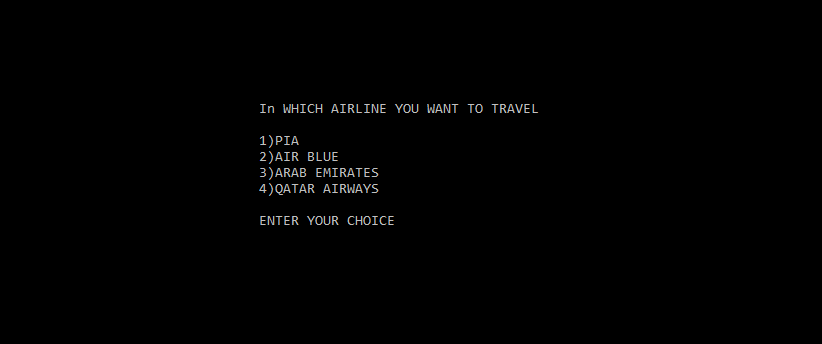 In WHICH AIRLINE YOU WANT TO TRAVEL
1)PIA
2)AIR BLUE
3)ARAB EMIRATES
4)QATAR AIRWAYS
ENTER YOUR CHOICE